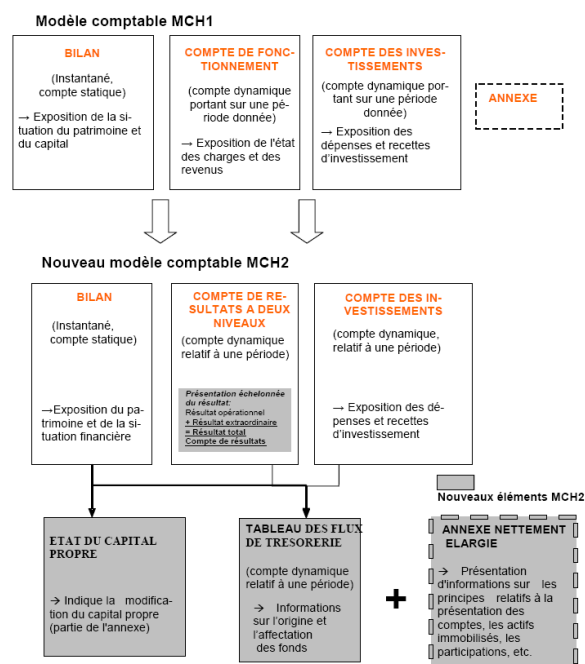 Modèle comptable MCH1
BILAN
(Instantané,
compte statique)
→ Exposition de la si-
tuation du patrimoine et
du capital
COMPTE DE FONC-
TIONNEMENT
(compte dynamique
portant sur une pé-
riode donnée)
→ Exposition de l'état
des charges et des
revenus
COMPTE DES INVES-
TISSEMENTS
(compte dynamique por-
tant sur une période
donnée)
→ Exposition des
dépenses et recettes
d'investissement
ANNEXE
Nouveau modèle comptable MCH2
BILAN
(Instantané,
compte statique)
→Exposition du pa-
trimoine et de la si-
tuation financière
COMPTE DE RE-
SULTATS A DEUX
NIVEAUX
(compte dynamique
relatif à une période)
Présentation échelonnée
du résultat:
Résultat opérationnel
+ Résultat extraordinaire
= Résultat total
Compte de résultats
COMPTE DES IN-
VESTISSEMENTS
(compte dynamique,
relatif à une période)
→ Exposition des dé-
penses et recettes
d'investissement
Nouveaux éléments MCH2
ETAT DU CAPITAL
PROPRE
→ Indique la modifica-
tion du capital propre
(partie de l'annexe)
TABLEAU DES FLUX
DE TRESORERIE
(compte dynamique
relatif à une période)
→ Informations
sur l'origine et
l'affectation
des fonds
+
ANNEXE NETTEMENT
ELARGIE
→ Présentation
d'informations sur les
principes relatifs à la
présentation des
comptes, les actifs
immobilisés, les
participations, etc.